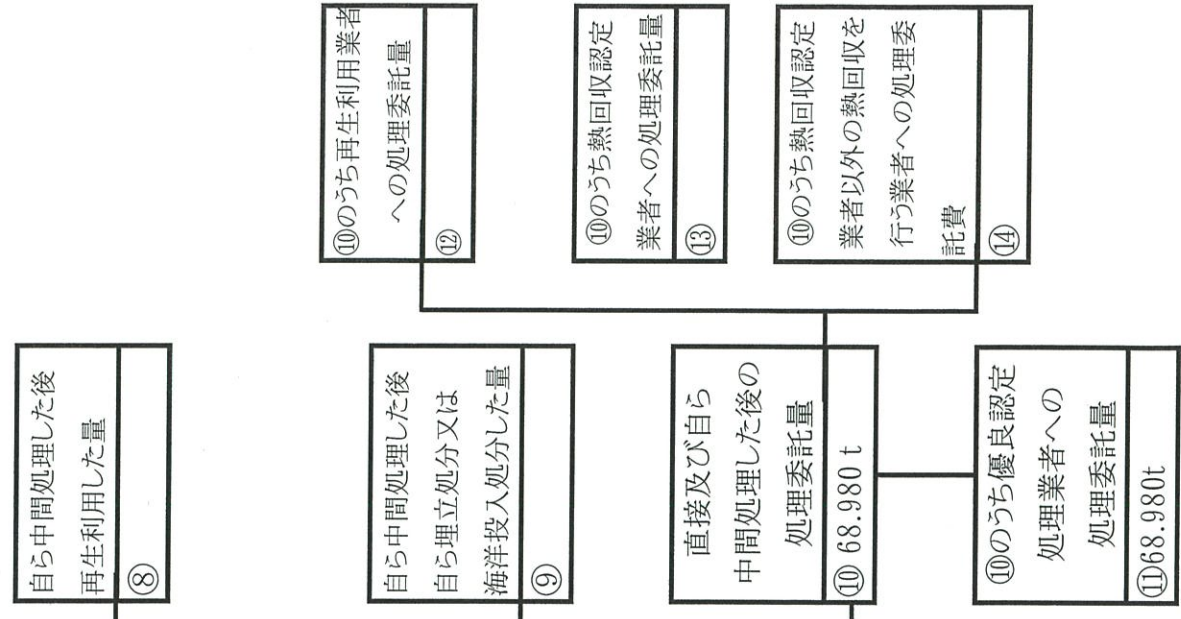 自ら中間処理した後
再生利用した量
⑧
自ら中間処理した後
自ら埋立処分又は
海洋投入処分した量
⑨
直接及び自ら
中間処理した後の
処理委託量
⑩ 68.980 t
⑩のうち優良認定
処理業者への
処理委託量
⑪68.980t
⑩のうち再生利用業者
への処理委託量
⑫
⑩のうち熱回収認定
業者への処理委託量
⑬
⑩のうち熱回収認定
業者以外の熱回収を
行う業者への処理委
託費
⑭